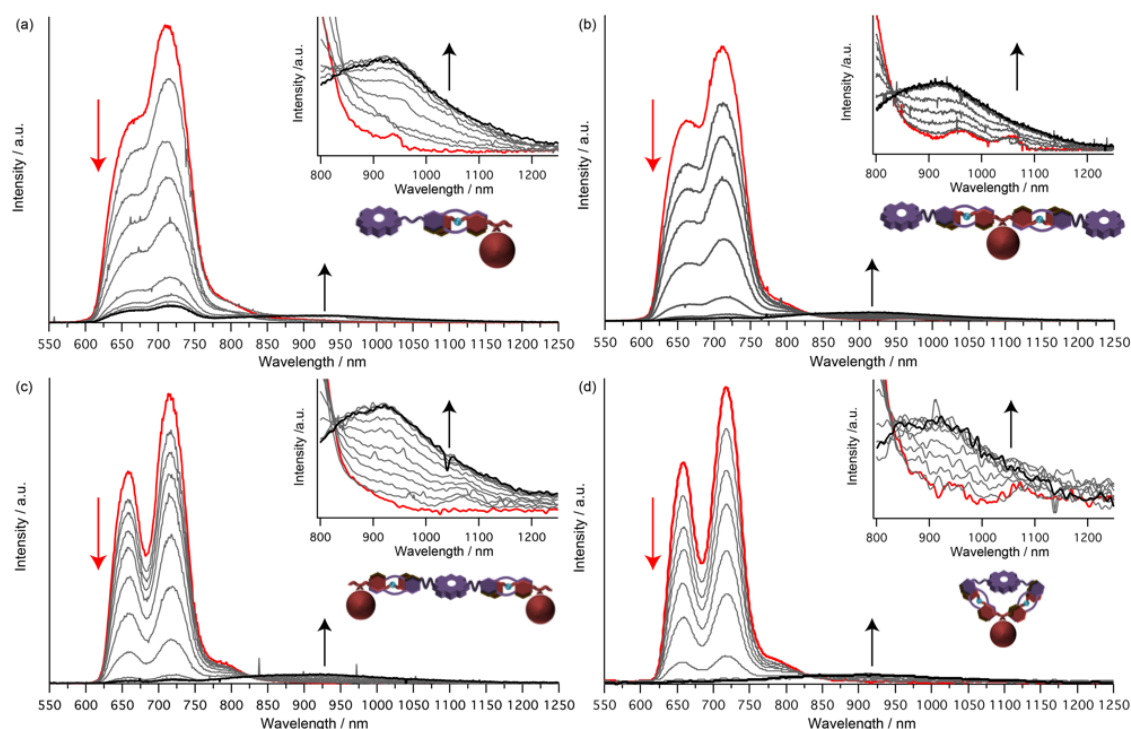 (a)
Intensity / a.u.
Intensity /a.u.
800 900 1000 1100 1200
Wavelength / nm
550 600 650 700 750 800 850 900 950 1000 1050 1100 1150 1200 1250
Wavelength / nm
(b)
Intensity / a.u.
Intensity /a.u.
800 900 1000 1100 1200
Wavelength / nm
550 600 650 700 750 800 850 900 950 1000 1050 1100 1150 1200 1250
Wavelength / nm
(c)
Intensity / a.u.
Intensity /a.u.
800 900 1000 1100 1200
Wavelength / nm
550 600 650 700 750 800 850 900 950 1000 1050 1100 1150 1200 1250
Wavelength / nm
(d)
Intensity / a.u.
Intensity /a.u.
800 900 1000 1100 1200
Wavelength / nm
550 600 650 700 750 800 850 900 950 1000 1050 1100 1150 1200 1250
Wavelength / nm